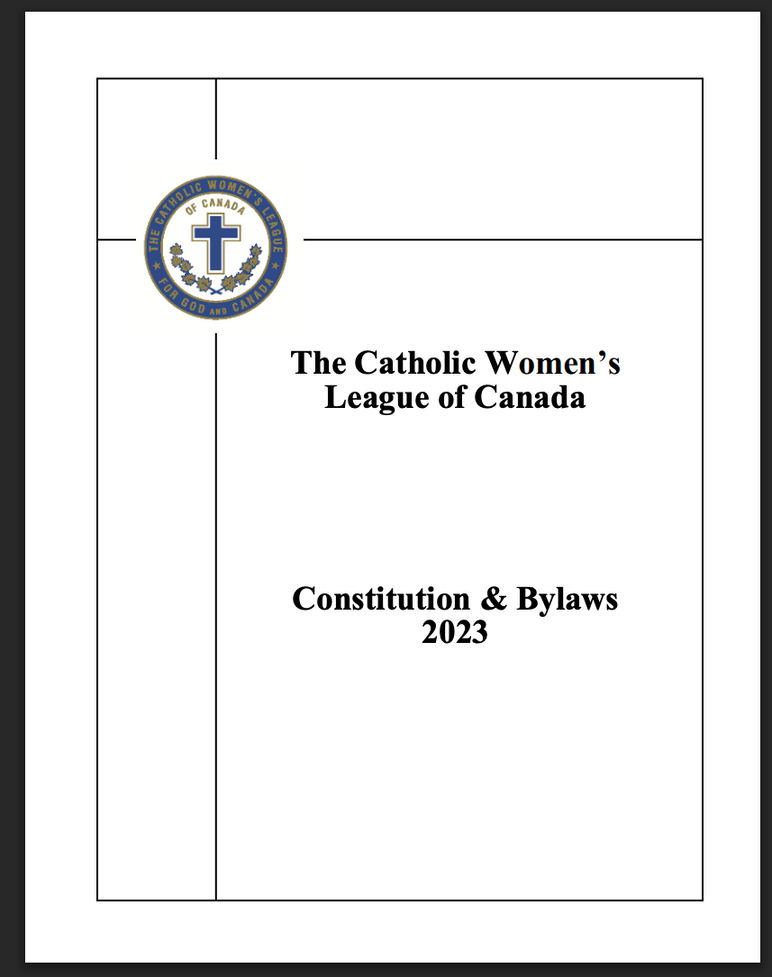 THE CATHOLIC WOMEN'S LEAGUE
OF CANADA
FOR GOD AND CANADA
The Catholic Women’s
League of Canada
Constitution & Bylaws
2023